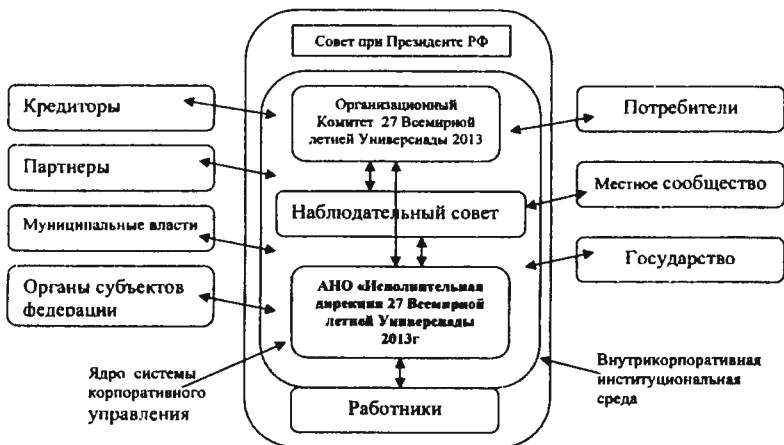 Совет при Президенте РФ
Кредиторы
Партнеры
Муниципальные власти
Органы субъектов
федерации
Организационный
Комитет 27 Всемирной
летней Универсиады 2013
Наблюдательный совет
АНО «Исполнительная
дирекция 27 Всемирной
летней Универсиады
2013г
Работники
Потребители
Местное сообщество
Государство
Ядро системы
корпоративного
управления
Внутрикорпоративная
институциональная
среда